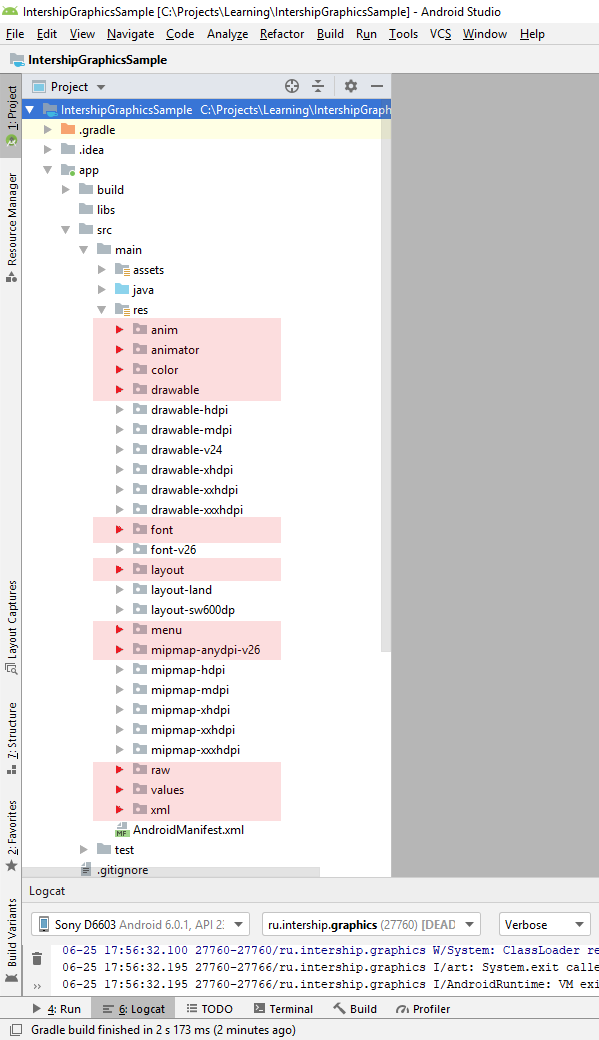 IntershipGraphicsSample [C:\Projects\Learning\IntershipGraphicsSample] - Android Studio
File Edit View Navigate Code Analyze Refactor Build Run Tools VCS Window Help
IntershipGraphicsSample
1: Project
Resource Manager
Layout Captures
7: Structure
2: Favorites
Build Variants
Project
IntershipGraphicsSample C:\Projects\Learning\IntershipGraph
.gradle
.idea
app
build
libs
src
main
assets
java
res
anim
animator
color
drawable
drawable-hdpi
drawable-mdpi
drawable-v24
drawable-xhdpi
drawable-xxhdpi
drawable-xxxhdpi
font
font-v26
layout
layout-land
layout-sw600dp
menu
mipmap-anydpi-v26
mipmap-hdpi
mipmap-mdpi
mipmap-xhdpi
mipmap-xxhdpi
mipmap-xxxhdpi
raw
values
xml
MF AndroidManifest.xml
test
.gitignore
Logcat
Sony D6603 Android 6.0.1, API 23 ru.intership.graphics (27760) [DEAD Verbose
06-25 17:56:32.100 27760-27760/ru.intership.graphics W/System: ClassLoader re
06-25 17:56:32.195 27760-27766/ru.intership.graphics I/art: System.exit calle
06-25 17:56:32.195 27760-27760/ru.intership.graphics I/AndroidRuntime: VM exi
4: Run 6: Logcat TODO Terminal Build Profiler
Gradle build finished in 2 s 173 ms (2 minutes ago)